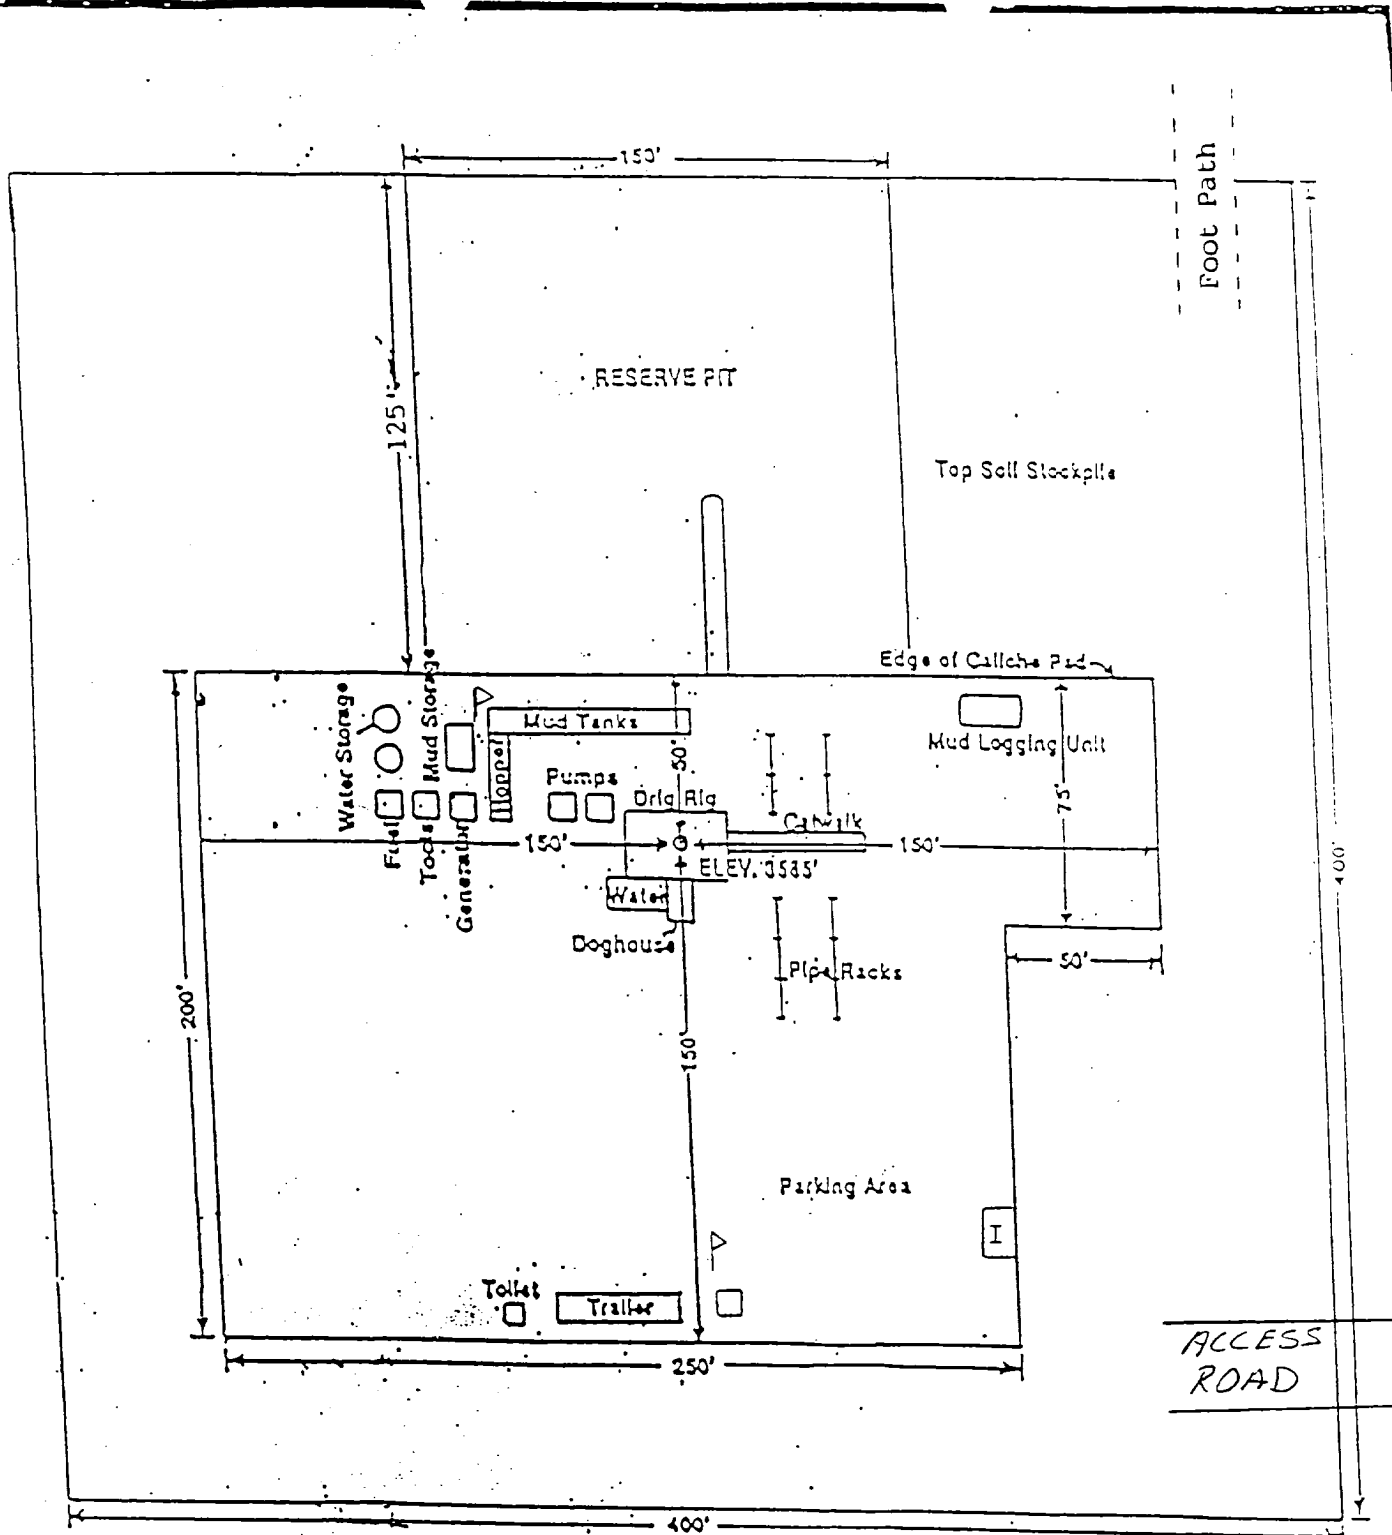 150'
Foot Path
125'
RESERVE PIT
Top Soil Stockpile
Edge of Caliche Pad
Water Storage
Mud Storage
Mud Tanks
Mud Logging Unit
Hopper
50'
Pumps
75'
Drlg Rig
Catwalk
Fuel
Tools
Generator
150'
150'
400'
ELEV. 3585'
Water
Doghouse
50'
Pipe Racks
200'
150'
Parking Area
I
Toilet
Trailer
ACCESS
ROAD
250'
400'